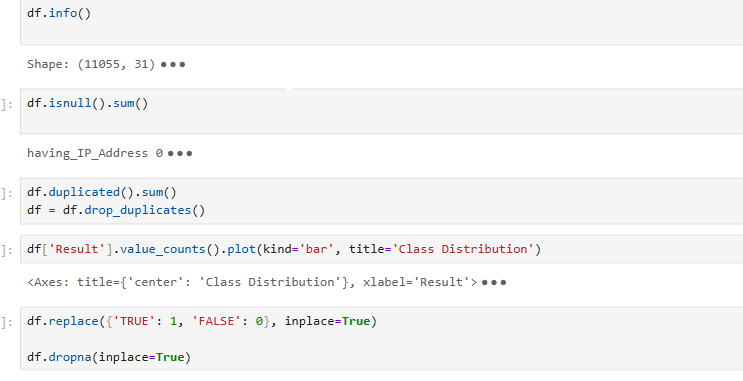 df.info()
Shape: (11055, 31) •••
]: df.isnull().sum()
having_IP_Address 0 •••
]: df.duplicated().sum()
df = df.drop_duplicates()
]: df['Result'].value_counts().plot(kind='bar', title='Class Distribution')
<Axes: title={'center': 'Class Distribution'}, xlabel='Result'> •••
]: df.replace({'TRUE': 1, 'FALSE': 0}, inplace=True)
df.dropna(inplace=True)